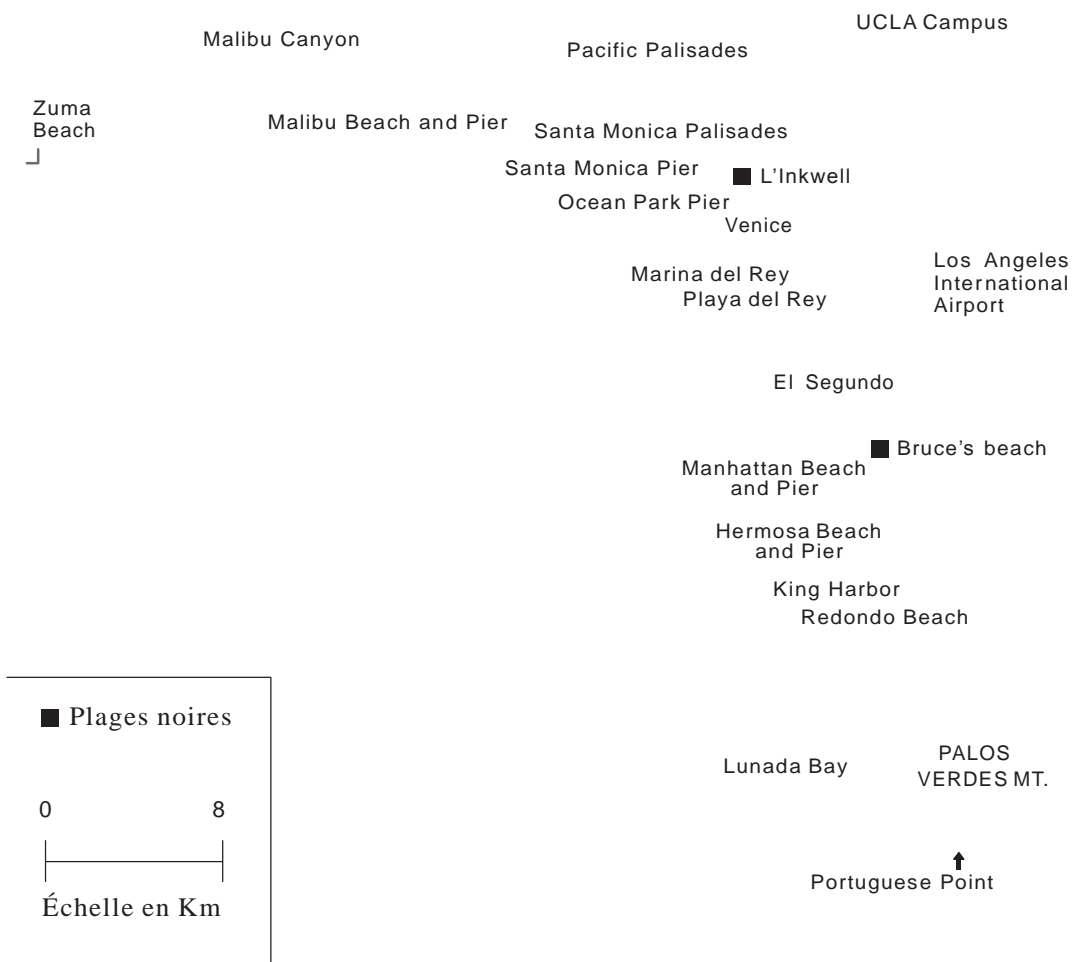 UCLA Campus
Malibu Canyon
Pacific Palisades
Zuma
Beach
Malibu Beach and Pier
Santa Monica Palisades
Santa Monica Pier
L'Inkwell
Ocean Park Pier
Venice
Marina del Rey
Playa del Rey
Los Angeles
International
Airport
El Segundo
Bruce's beach
Manhattan Beach
and Pier
Hermosa Beach
and Pier
King Harbor
Redondo Beach
Plages noires
0 8
Échelle en Km
Lunada Bay
PALOS
VERDES MT.
Portuguese Point